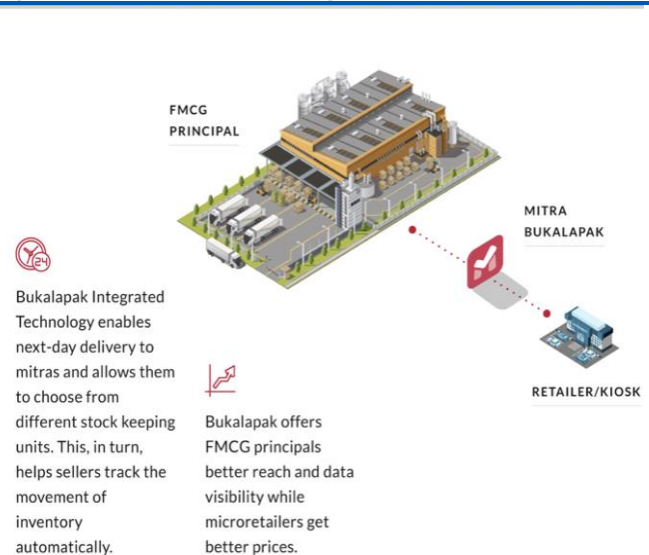 FMCG
PRINCIPAL
MITRA
BUKALAPAK
RETAILER/KIOSK
24
Bukalapak Integrated
Technology enables
next-day delivery to
mitras and allows them
to choose from
different stock keeping
units. This, in turn,
helps sellers track the
movement of
inventory
automatically.
Bukalapak offers
FMCG principals
better reach and data
visibility while
microretailers get
better prices.